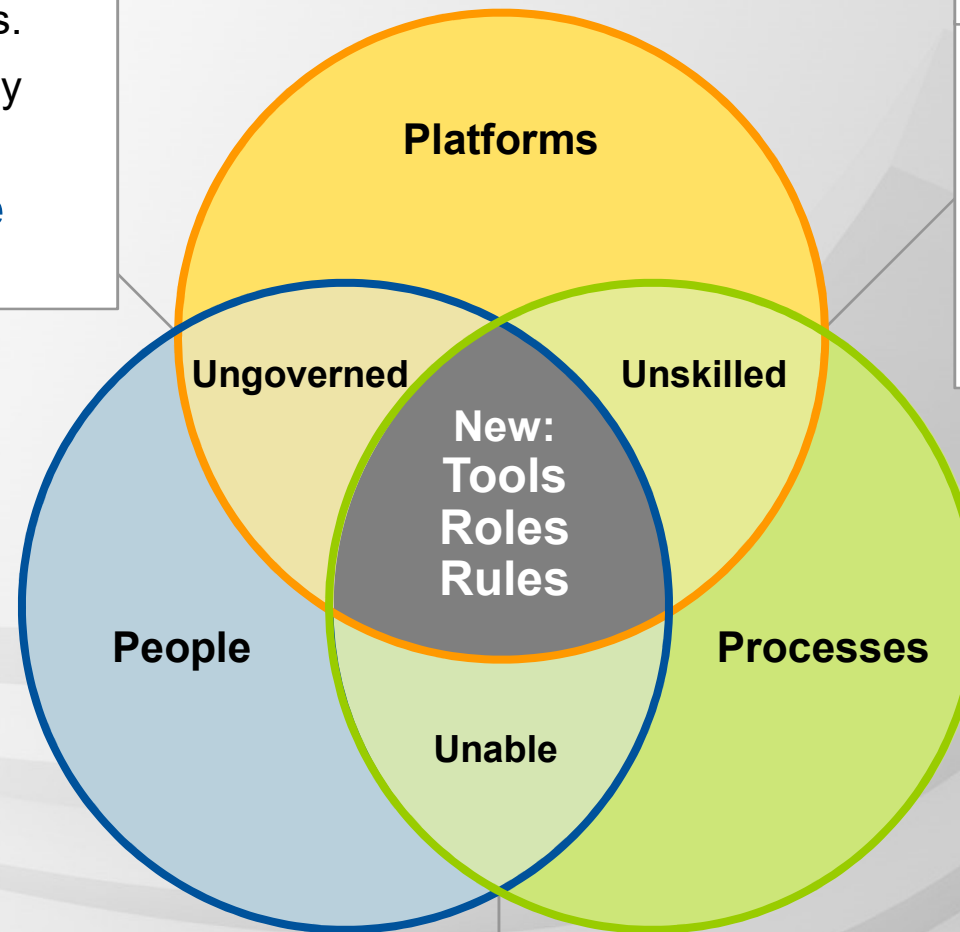 s.
y
e
Platforms
Ungoverned
Unskilled
New:
Tools
Roles
Rules
People
Processes
Unable